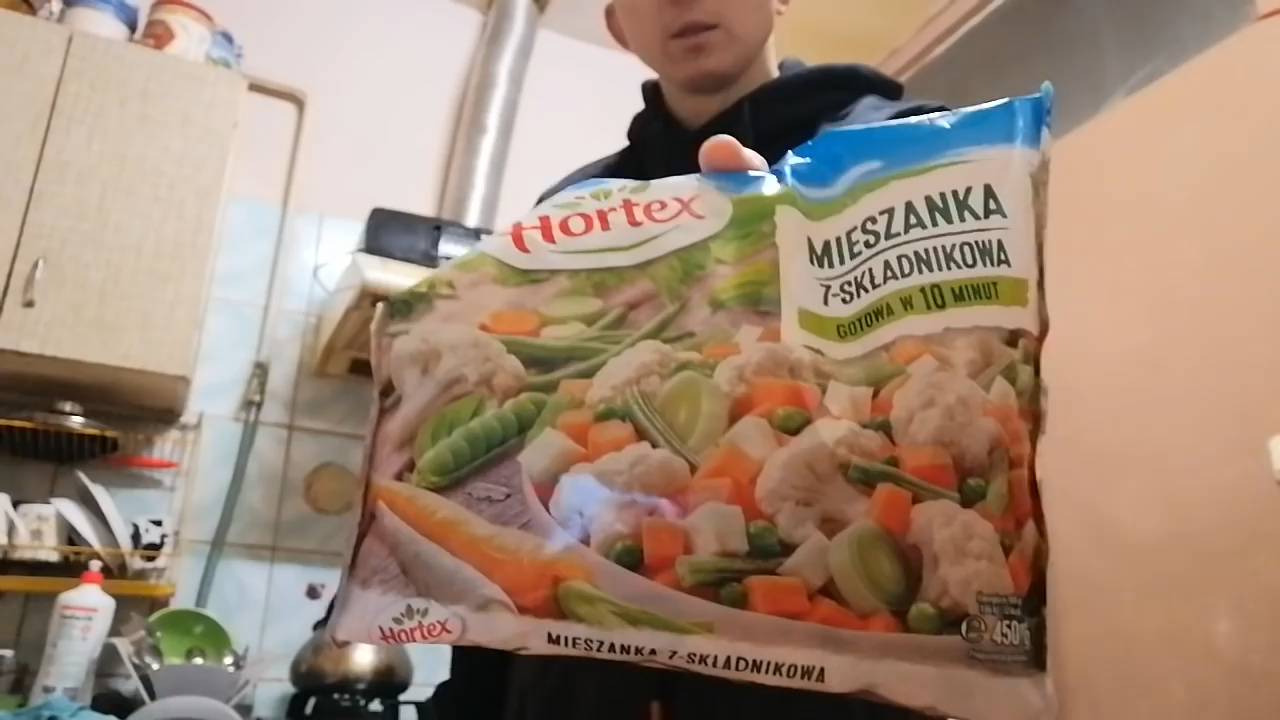 Hortex
MIESZANKA
7-SKŁADNIKOWA
GOTOWA W 10 MINUT
Hortex
MIESZANKA 7-SKŁADNIKOWA
℮ 450g